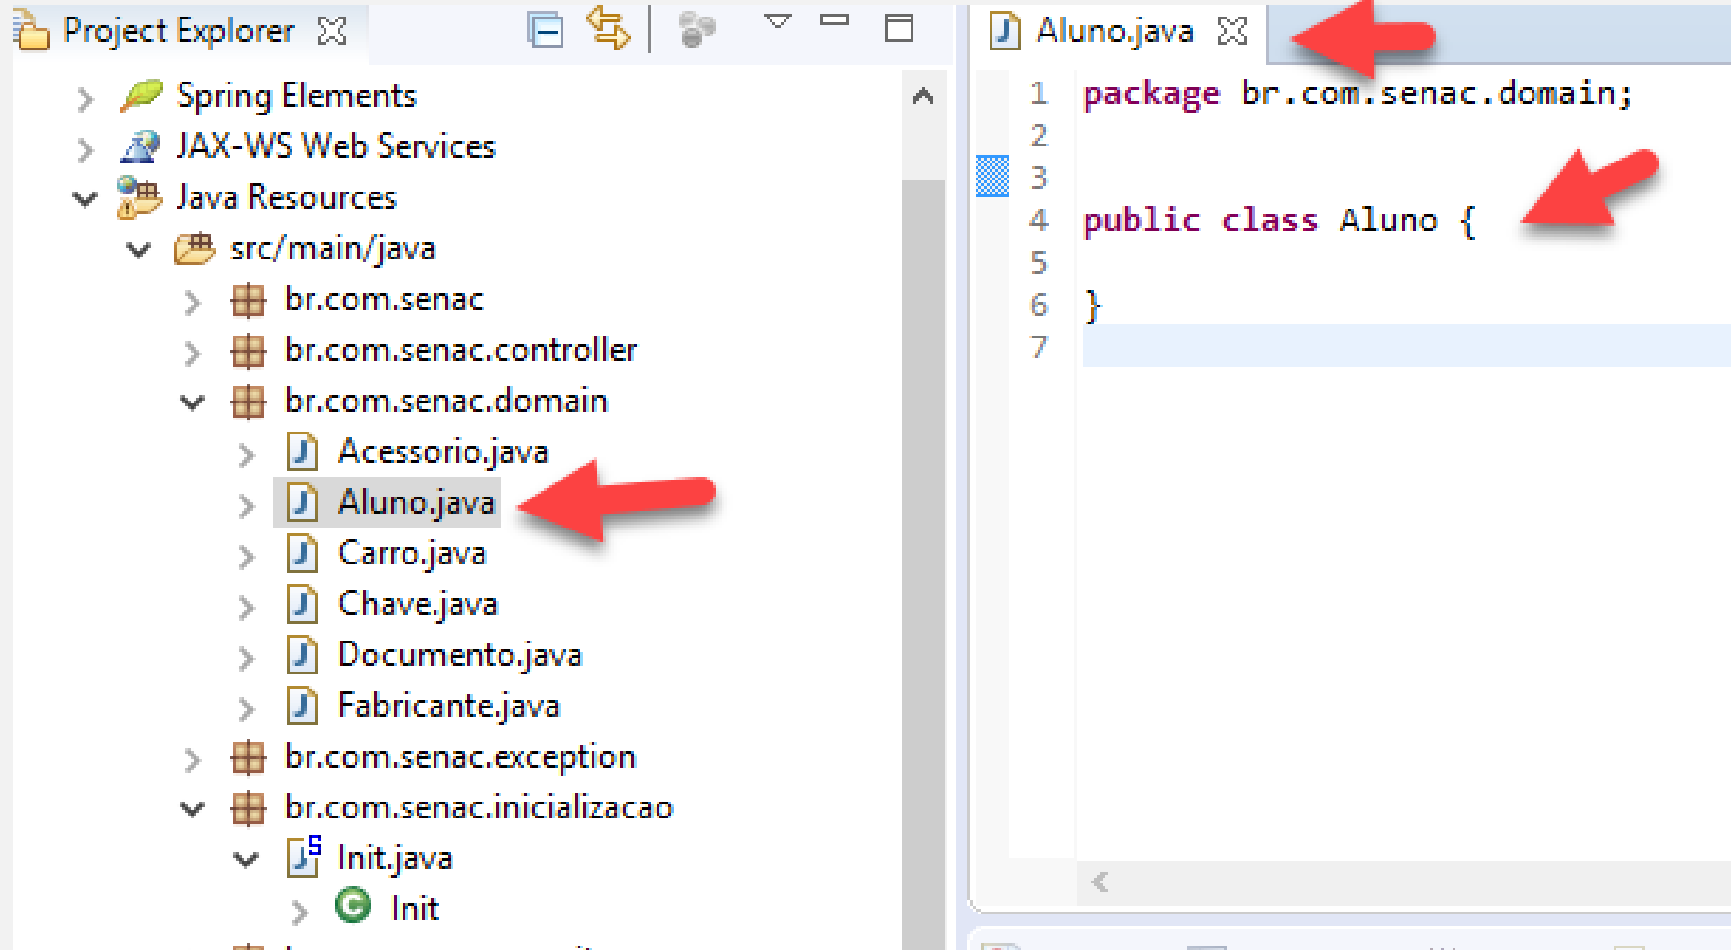 Project Explorer
Spring Elements
JAX-WS Web Services
Java Resources
src/main/java
br.com.senac
br.com.senac.controller
br.com.senac.domain
Acessorio.java
Aluno.java
Carro.java
Chave.java
Documento.java
Fabricante.java
br.com.senac.exception
br.com.senac.inicializacao
Init.java
Init
Aluno.java
1 package br.com.senac.domain;
2
3
4 public class Aluno {
5
6 }
7